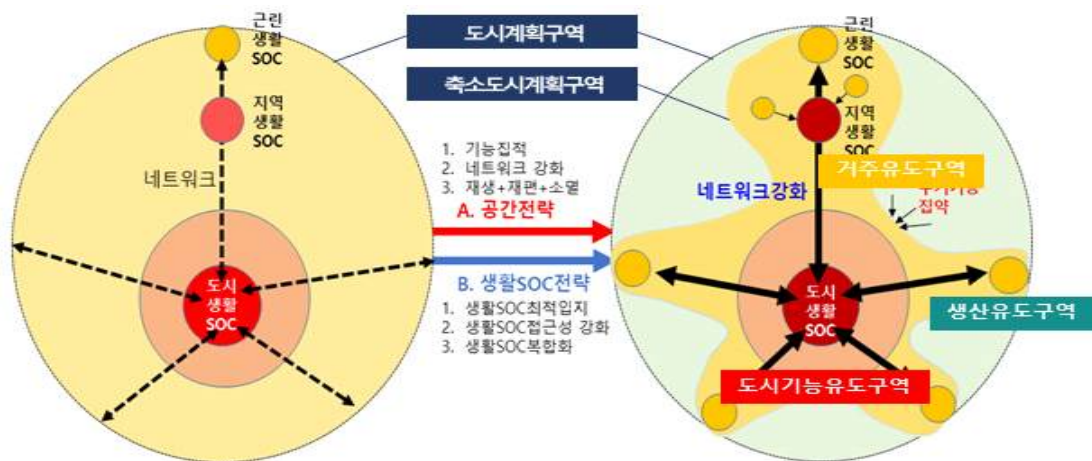 근린
생활
SOC
지역
생활
SOC
네트워크
도시
생활
SOC
도시계획구역
축소도시계획구역
1. 기능집적
2. 네트워크 강화
3. 재생+재편+소멸
A. 공간전략
B. 생활SOC전략
1. 생활SOC최적입지
2. 생활SOC접근성 강화
3. 생활SOC복합화
근린
생활
SOC
지역
생활
SOC
거주유도구역
네트워크강화
집약
도시
생활
SOC
생산유도구역
도시기능유도구역